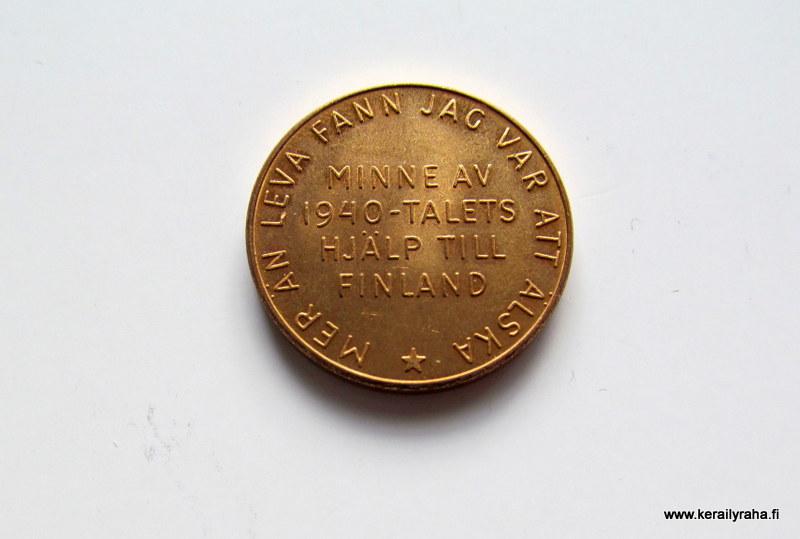 MER ÄN LEVA FANN JAG VAR ATT ÄLSKA
MINNE AV
1940-TALETS
HJÄLP TILL
FINLAND
www.kerailyraha.fi